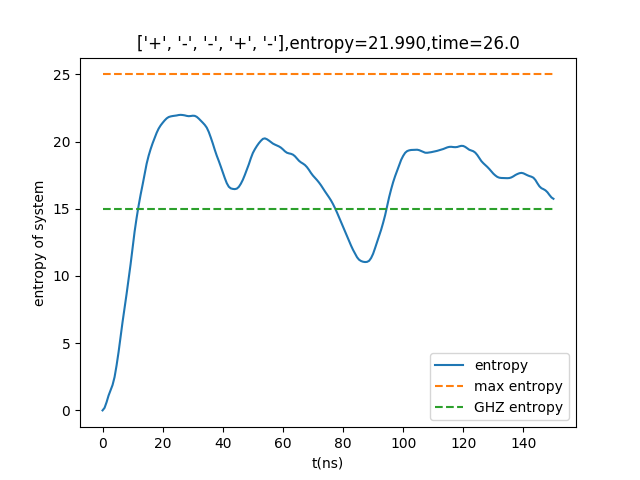 ['+', '-', '-', '+', '-'],entropy=21.990,time=26.0
entropy of system
25
20
15
10
5
0
0 20 40 60 80 100 120 140
t(ns)
entropy
max entropy
GHZ entropy